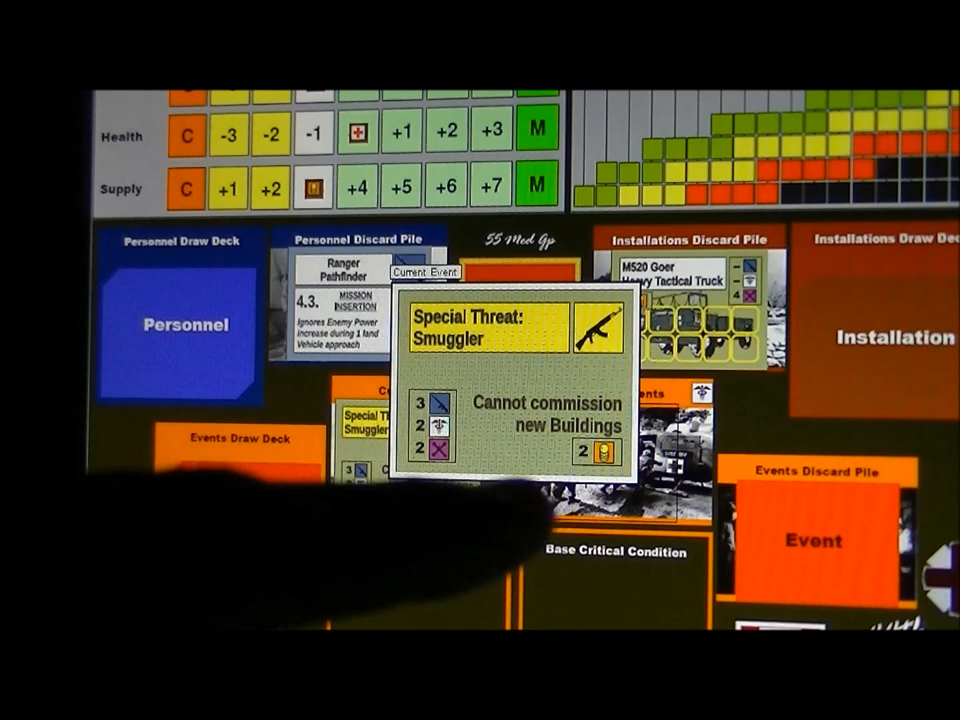 Health C -3 -2 -1 +1 +2 +3 M
Supply C +1 +2 +4 +5 +6 +7 M
Personnel Draw Deck
Personnel
Personnel Discard Pile
Ranger
Pathfinder
4.3. MISSION
INSERTION
Ignores Enemy Power
increase during 1 land
Vehicle approach
55 Med Gp
Current Event
Special Threat:
Smuggler
3
2
2
Cannot commission
new Buildings
2
Installations Discard Pile
M520 Goer
Heavy Tactical Truck
4
Installations Draw
Installation
Events Draw Deck
Special
Smuggler
3
Base Critical Condition
Events Discard Pile
Event